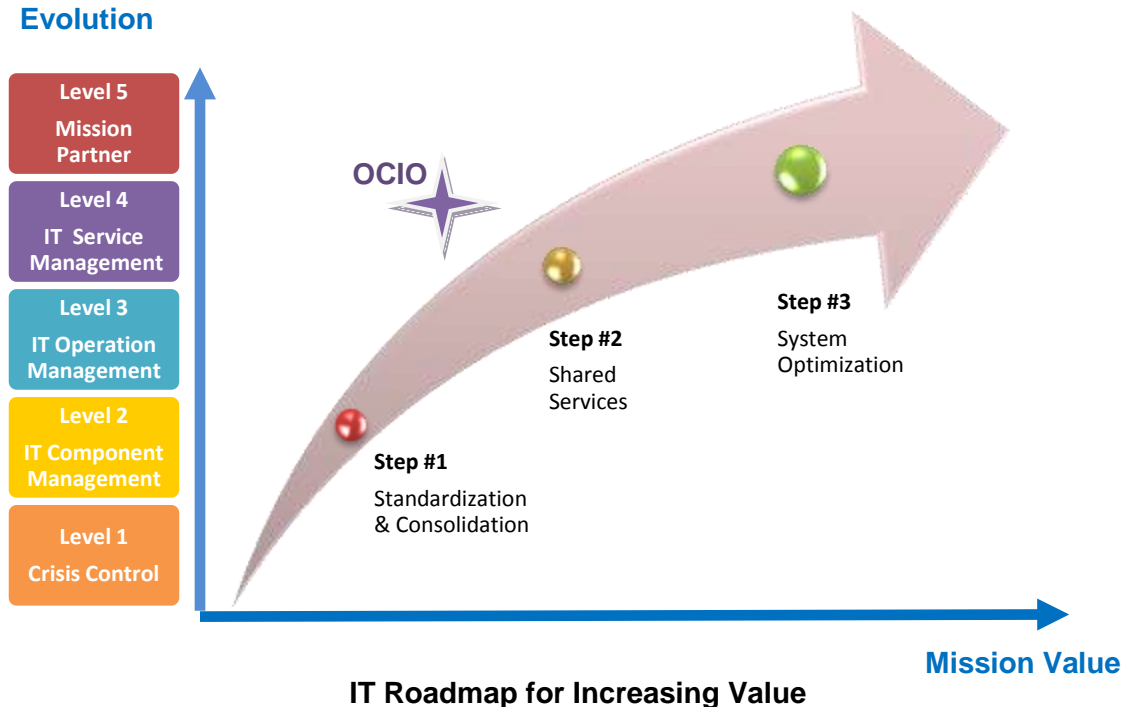 Evolution
Level 5
Mission
Partner
Level 4
IT Service
Management
Level 3
IT Operation
Management
Level 2
IT Component
Management
Level 1
Crisis Control
OCIO
Step #1
Standardization
& Consolidation
Step #2
Shared
Services
Step #3
System
Optimization
Mission Value
IT Roadmap for Increasing Value